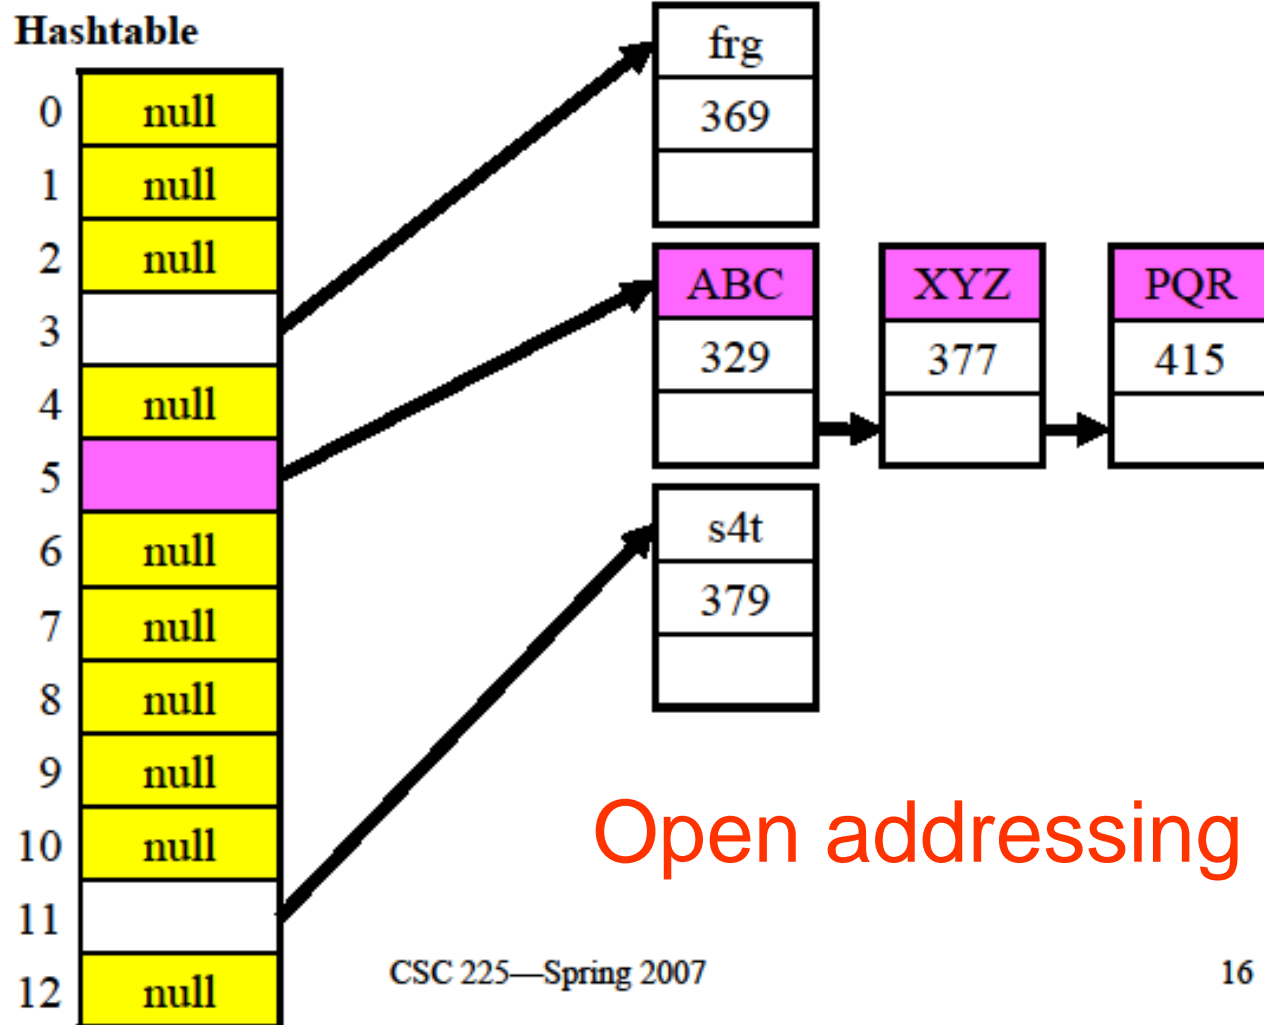 Hashtable
0 null
1 null
2 null
3
4 null
5
6 null
7 null
8 null
9 null
10 null
11
12 null
frg
369
ABC
329
XYZ
377
PQR
415
s4t
379
Open addressing
CSC 225—Spring 2007
16